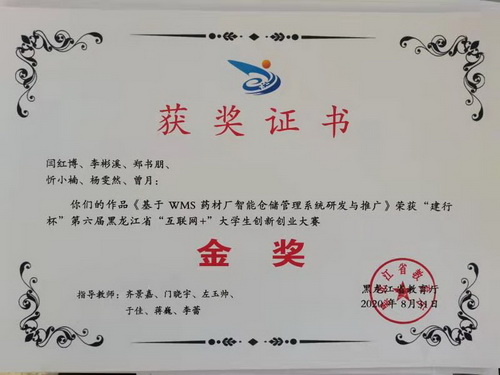 获奖证书
闫红博、李彬溪、郑书朋、
忻小楠、杨雯然、曾月：
你们的作品《基于 WMS 药材厂智能仓储管理系统研发与推广》荣获“建行
杯”第六届黑龙江省“互联网+”大学生创新创业大赛
金奖
指导教师：齐景嘉、门晓宇、左玉帅、
于佳、蒋巍、李蕾
黑龙江省教育厅
2020年8月31日